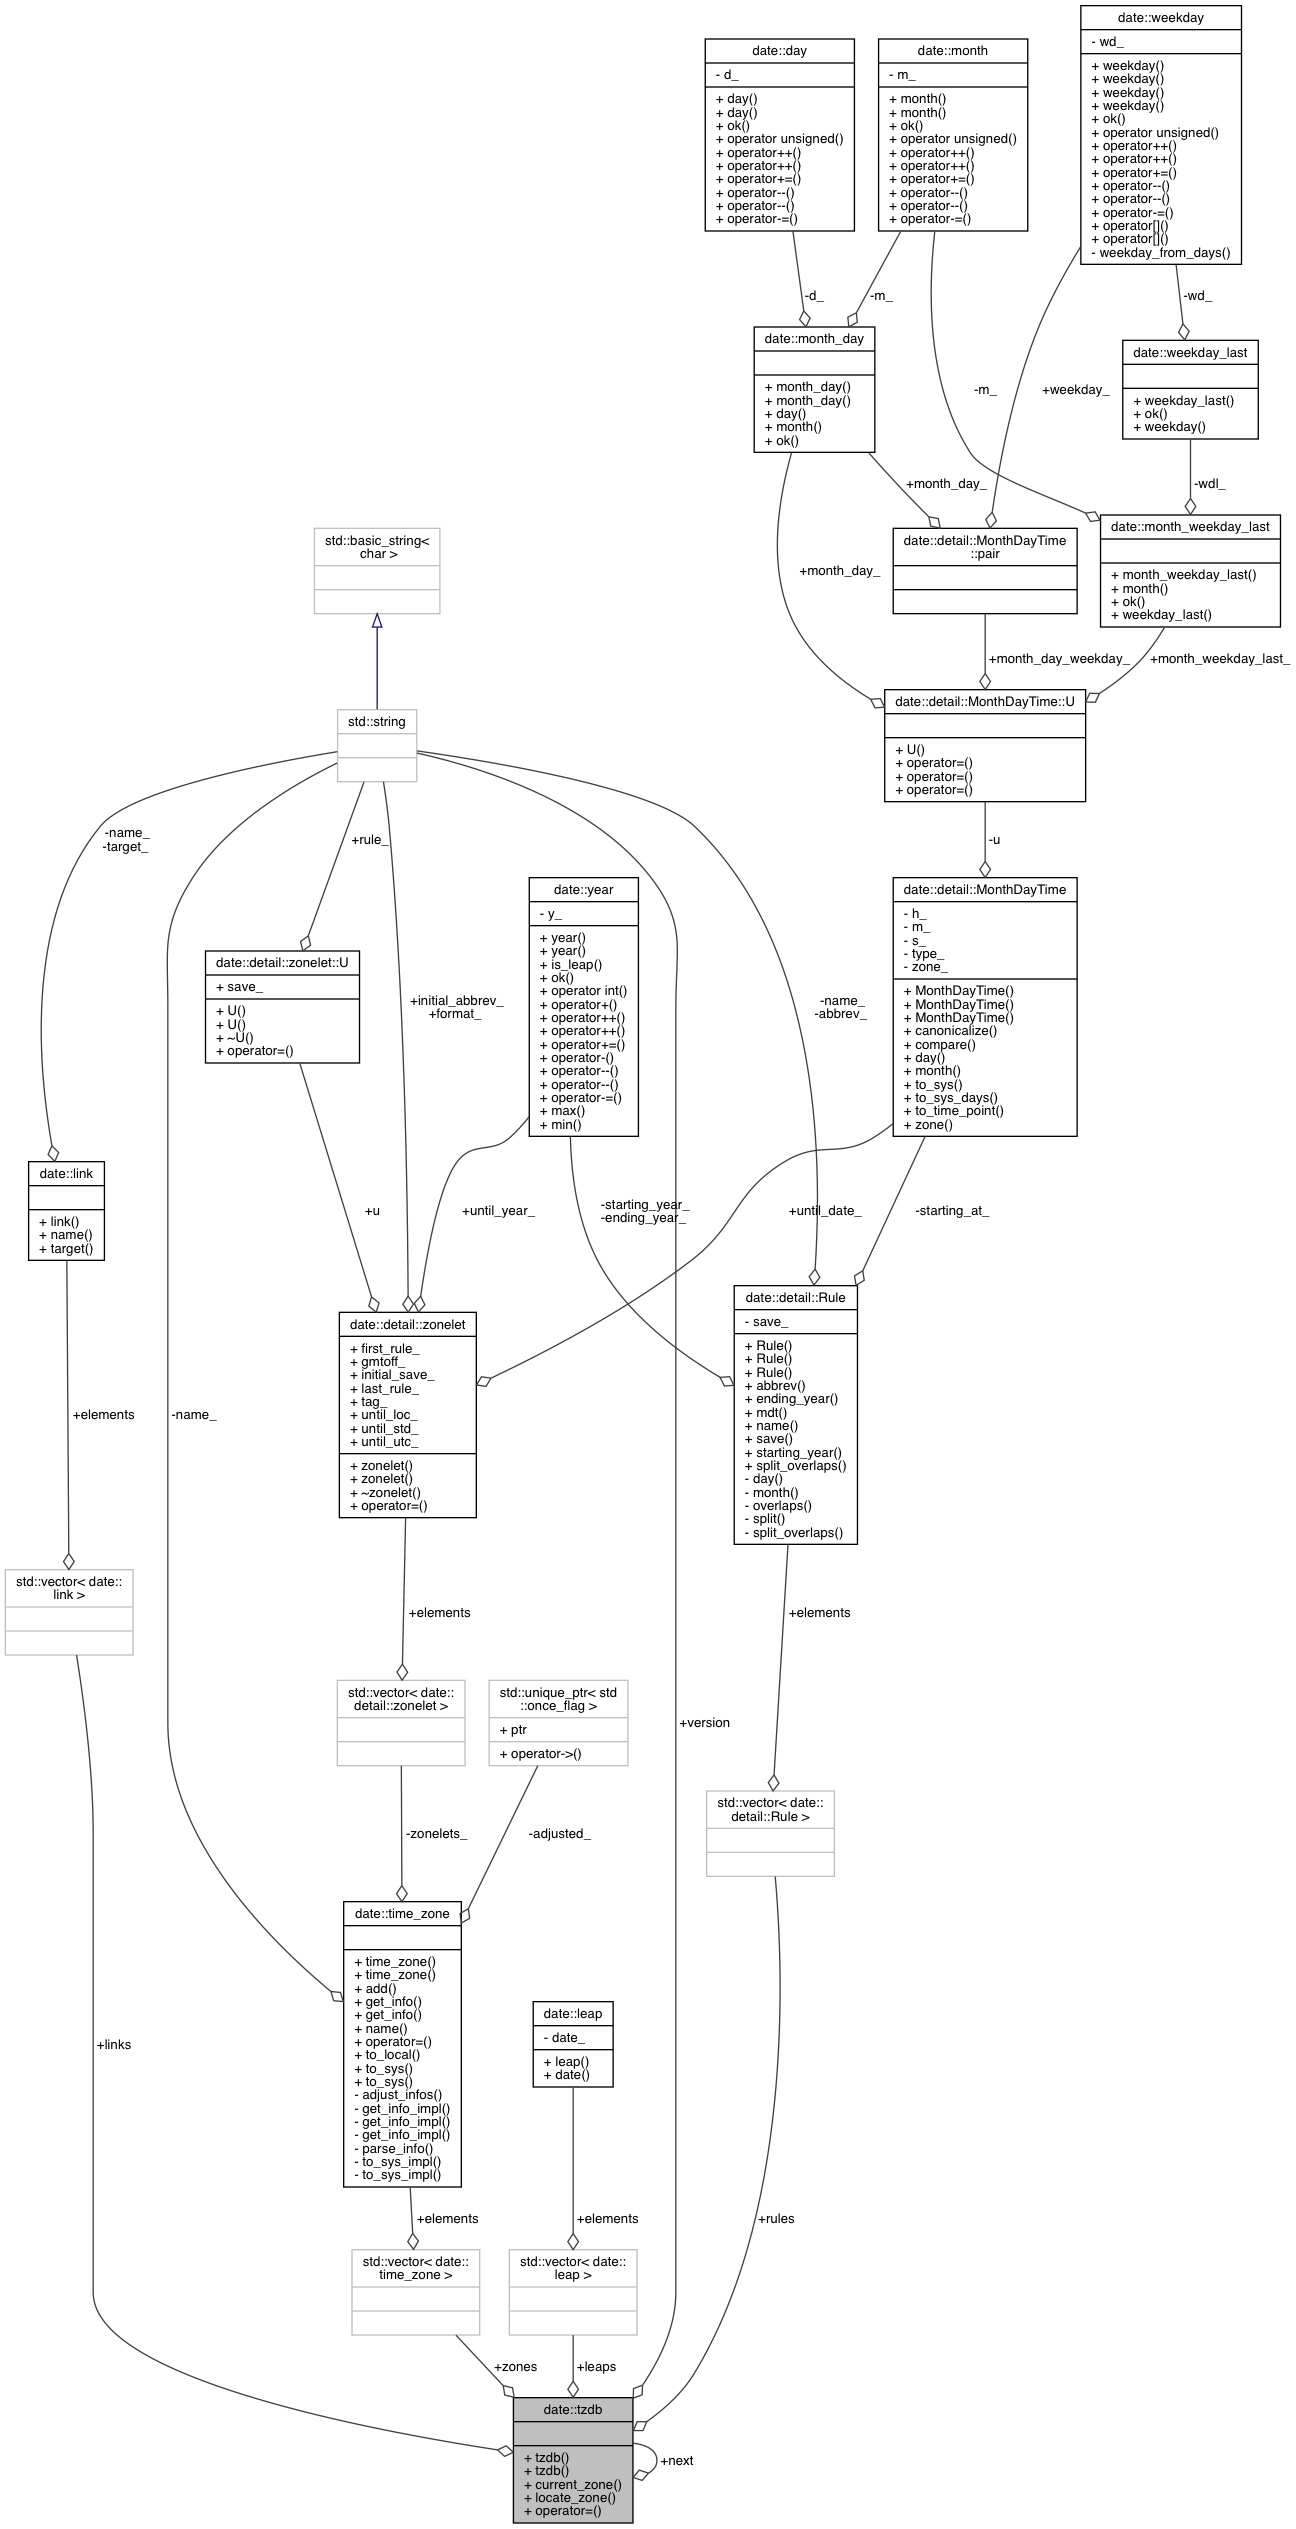 date::weekday
- wd_
+ weekday()
+ weekday()
+ weekday()
+ weekday()
+ ok()
+ operator unsigned()
+ operator++()
+ operator++()
+ operator+=()
+ operator--()
+ operator--()
+ operator-=()
+ operator[]()
+ operator[]()
- weekday_from_days()
date::day
- d_
+ day()
+ day()
+ ok()
+ operator unsigned()
+ operator++()
+ operator++()
+ operator+=()
+ operator--()
+ operator--()
+ operator-=()
date::month
- m_
+ month()
+ month()
+ ok()
+ operator unsigned()
+ operator++()
+ operator++()
+ operator+=()
+ operator--()
+ operator--()
+ operator-=()
-d_
-m_
-wd_
date::month_day
+ month_day()
+ month_day()
+ day()
+ month()
+ ok()
-m_
+weekday_
date::weekday_last
+ weekday_last()
+ ok()
+ weekday()
+month_day_
-wdl_
std::basic_string<
char >
+month_day_
date::detail::MonthDayTime
::pair
date::month_weekday_last
+ month_weekday_last()
+ month()
+ ok()
+ weekday_last()
+month_day_weekday_
+month_weekday_last_
std::string
date::detail::MonthDayTime::U
+ U()
+ operator=()
+ operator=()
+ operator=()
-name_
-target_
+rule_
-u
date::detail::zonelet::U
+ save_
+ U()
+ U()
+ ~U()
+ operator=()
+initial_abbrev_
+format_
date::year
- y_
+ year()
+ year()
+ is_leap()
+ ok()
+ operator int()
+ operator+()
+ operator++()
+ operator++()
+ operator+=()
+ operator-()
+ operator--()
+ operator--()
+ operator-=()
+ max()
+ min()
-name_
-abbrev_
date::detail::MonthDayTime
- h_
- m_
- s_
- type_
- zone_
+ MonthDayTime()
+ MonthDayTime()
+ MonthDayTime()
+ canonicalize()
+ compare()
+ day()
+ month()
+ to_sys()
+ to_sys_days()
+ to_time_point()
+ zone()
date::link
+ link()
+ name()
+ target()
+u
+until_year_
-starting_year_
-ending_year_
+until_date_
-starting_at_
date::detail::zonelet
+ first_rule_
+ gmtoff_
+ initial_save_
+ last_rule_
+ tag_
+ until_loc_
+ until_std_
+ until_utc_
+ zonelet()
+ zonelet()
+ ~zonelet()
+ operator=()
date::detail::Rule
- save_
+ Rule()
+ Rule()
+ Rule()
+ abbrev()
+ ending_year()
+ mdt()
+ name()
+ save()
+ starting_year()
+ split_overlaps()
- day()
- month()
- overlaps()
- split()
- split_overlaps()
+elements
-name_
std::vector< date::
link >
+elements
+elements
std::vector< date::
detail::zonelet >
std::unique_ptr< std
::once_flag >
+ ptr
+ operator->()
+version
std::vector< date::
detail::Rule >
-zonelets_
-adjusted_
date::time_zone
+ time_zone()
+ time_zone()
+ add()
+ get_info()
+ get_info()
+ name()
+ operator=()
+ to_local()
+ to_sys()
+ to_sys()
- adjust_infos()
- get_info_impl()
- get_info_impl()
- get_info_impl()
- parse_info()
- to_sys_impl()
- to_sys_impl()
date::leap
- date_
+ leap()
+ date()
+links
+elements
+elements
+rules
std::vector< date::
time_zone >
std::vector< date::
leap >
+zones
+leaps
date::tzdb
+ tzdb()
+ tzdb()
+ current_zone()
+ locate_zone()
+ operator=()
+next